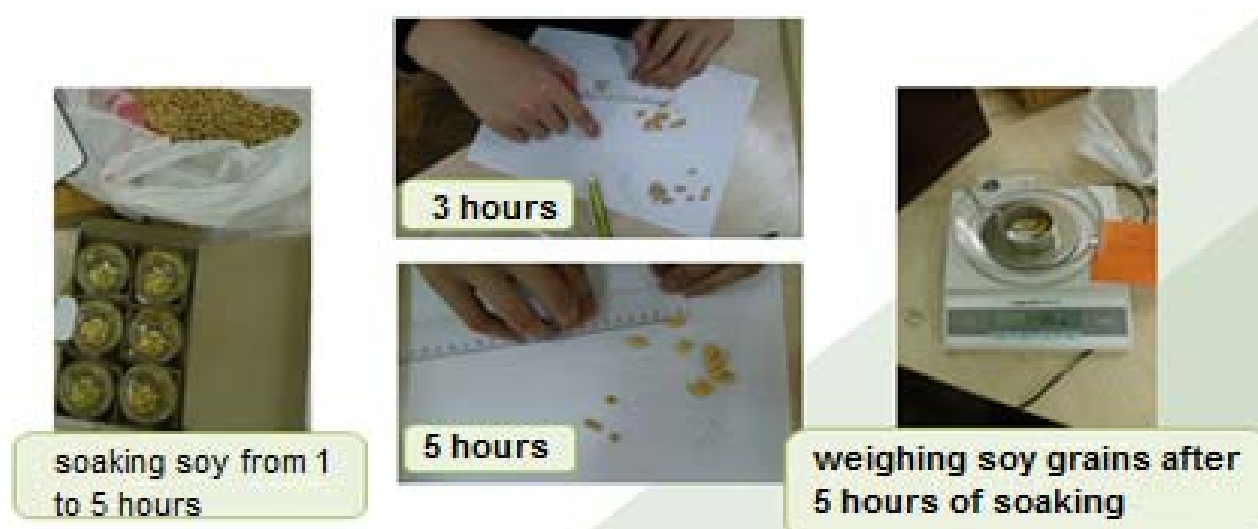 soaking soy from 1
to 5 hours
3 hours
5 hours
weighing soy grains after
5 hours of soaking